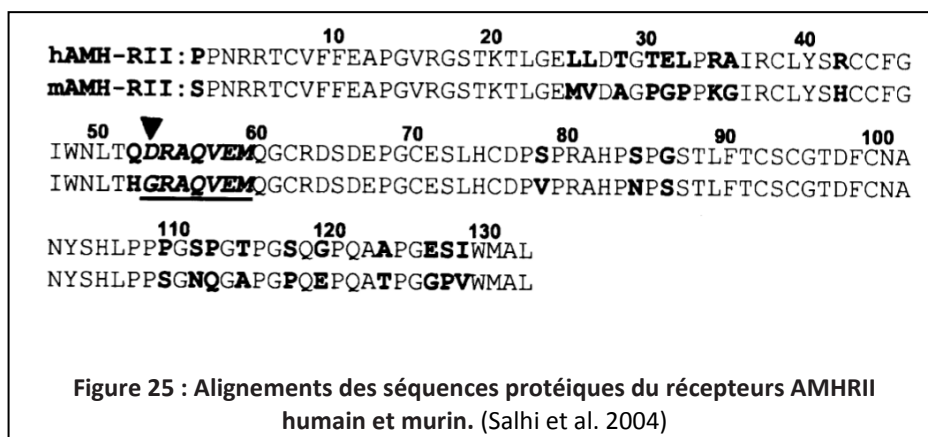 10 20 30 40
hAMH-RII:PPNRRTCVFFEAPGVRGSTKTLGELLDTGTELPRAIRCLYSRCCFG
mAMH-RII:SPNRRTCVFFEAPGVRGSTKTLGEMVDAGPGPPKGIRCLYSHCCFG
50 60 70 80 90 100
IWNLTQDRAQVEMQGCRDSDEPGCESLHCDPSPRAHPSPGSTLFTCSCGTDFCNA
IWNLTHGRAQVEMQGCRDSDEPGCESLHCDPVPRAHPNPSSTLFTCSCGTDFCNA
110 120 130
NYSHLPPPGSPGTPGSQGPQAAPGESIWMAL
NYSHLPPSGNQGAPGPQEPQATPGGPVWMAL
Figure 25 : Alignements des séquences protéiques du récepteurs AMHRII
humain et murin. (Salhi et al. 2004)